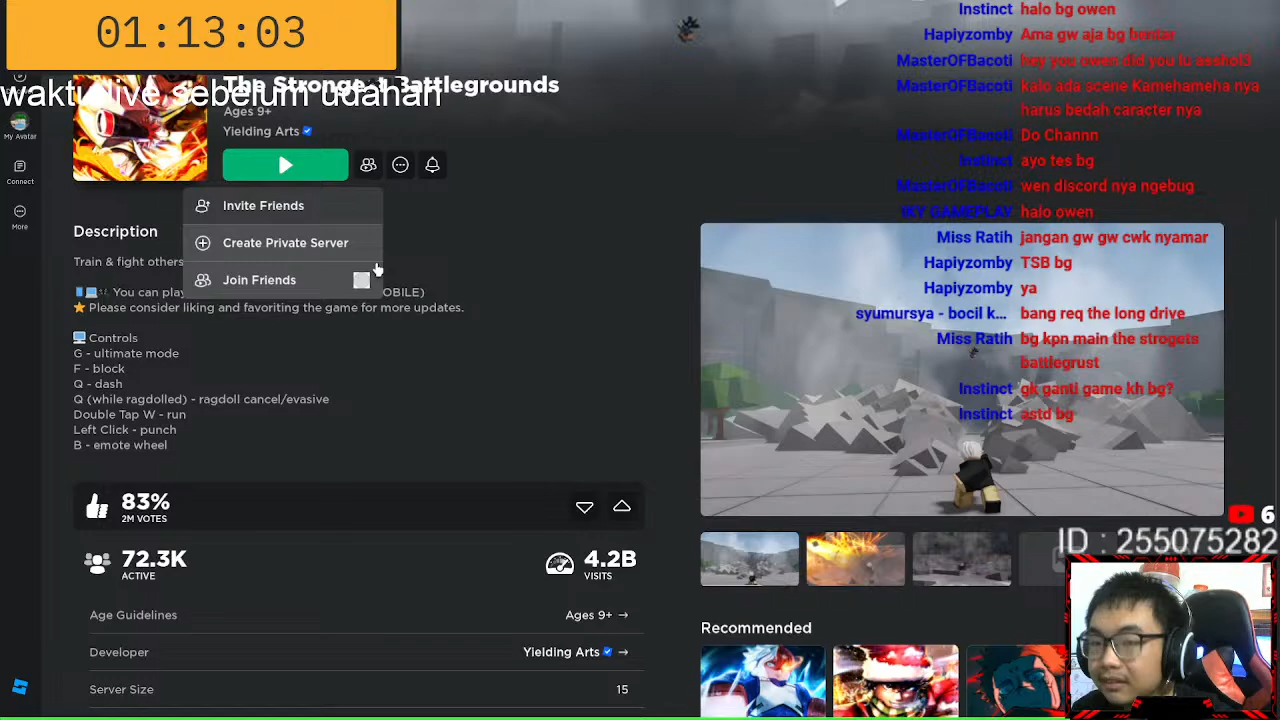 01:13:03
waktu live sebelum udahan
The Strongest Battlegrounds
Ages 9+
Yielding Arts
My Avatar
Connect
More
Invite Friends
Create Private Server
Join Friends
Description
Train & fight others
You can play
OBILE)
⭐ Please consider liking and favoriting the game for more updates.
Controls
G - ultimate mode
F - block
Q - dash
Q (while ragdolled) - ragdoll cancel/evasive
Double Tap W - run
Left Click - punch
B - emote wheel
83%
2M VOTES
72.3K
ACTIVE
4.2B
VISITS
Age Guidelines
Ages 9+ →
Developer
Yielding Arts →
Server Size
15
Instinct halo bg owen
Hapiyzomby Ama gw aja bg bentar
MasterOFBacoti hey you owen did you lu asshol3
MasterOFBacoti kalo ada scene Kamehameha nya
harus bedah caracter nya
MasterOFBacoti Do Channn
Instinct ayo tes bg
MasterOFBacoti wen discord nya ngebug
GAMEPLAY halo owen
Miss Ratih jangan gw gw cwk nyamar
Hapiyzomby TSB bg
Hapiyzomby ya
syumursya - bocil k... bang req the long drive
Miss Ratih bg kpn main the strogets
battlegrust
Instinct gk ganti game kh bg?
Instinct astd bg
6
ID : 255075282
Recommended